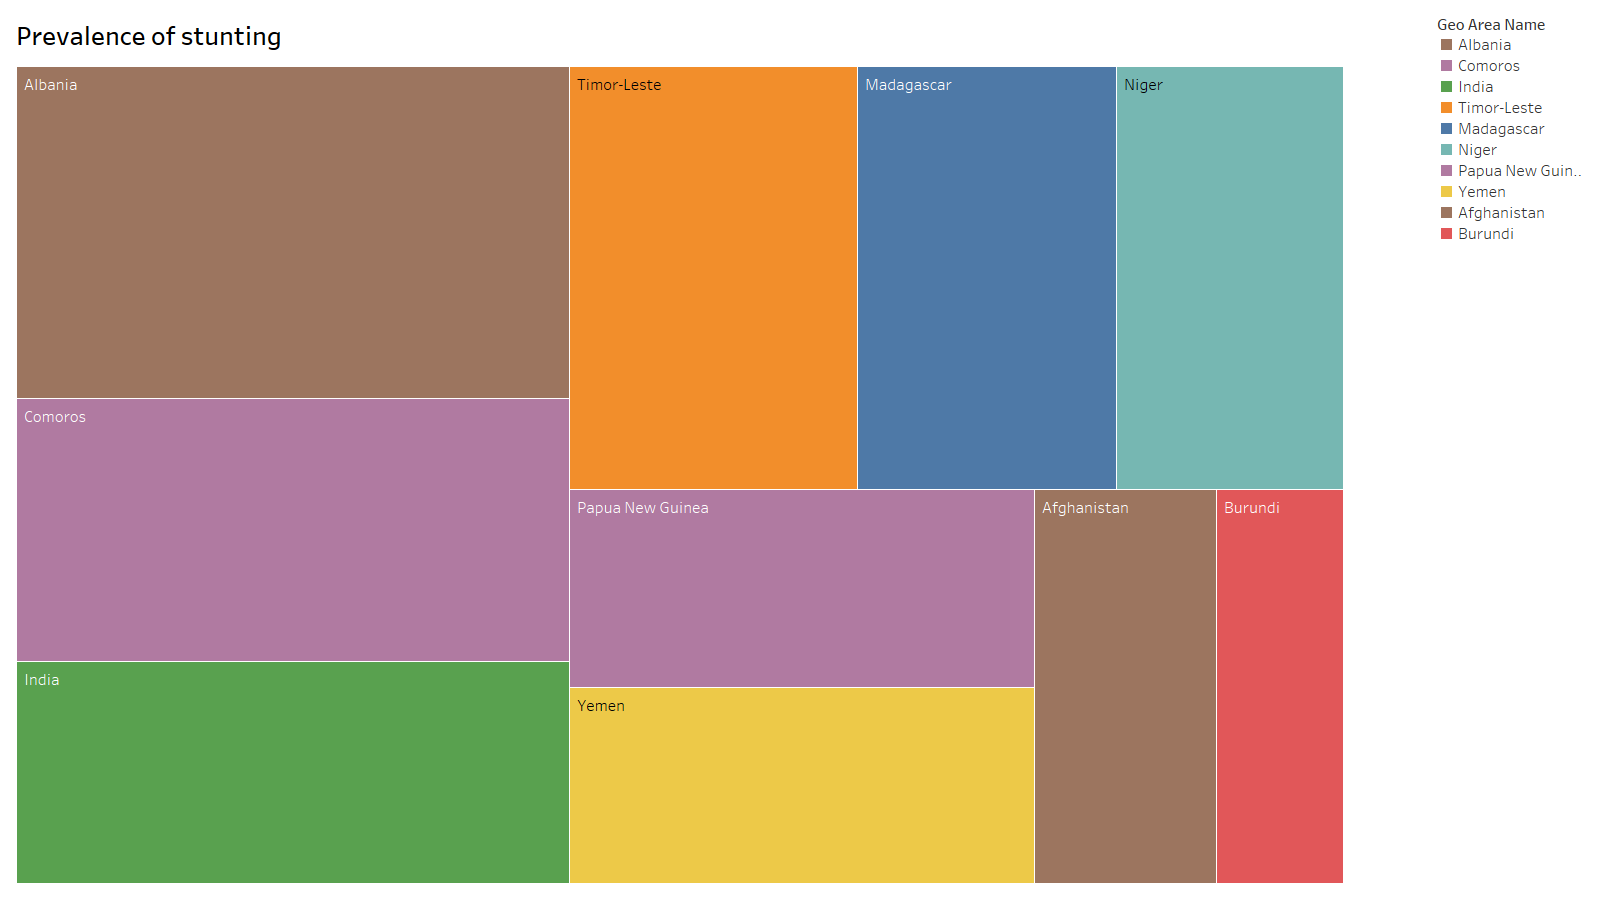 Prevalence of stunting
Albania
Timor-Leste
Madagascar
Niger
Comoros
Papua New Guinea
Afghanistan
Burundi
India
Yemen
Geo Area Name
Albania
Comoros
India
Timor-Leste
Madagascar
Niger
Papua New Guin..
Yemen
Afghanistan
Burundi